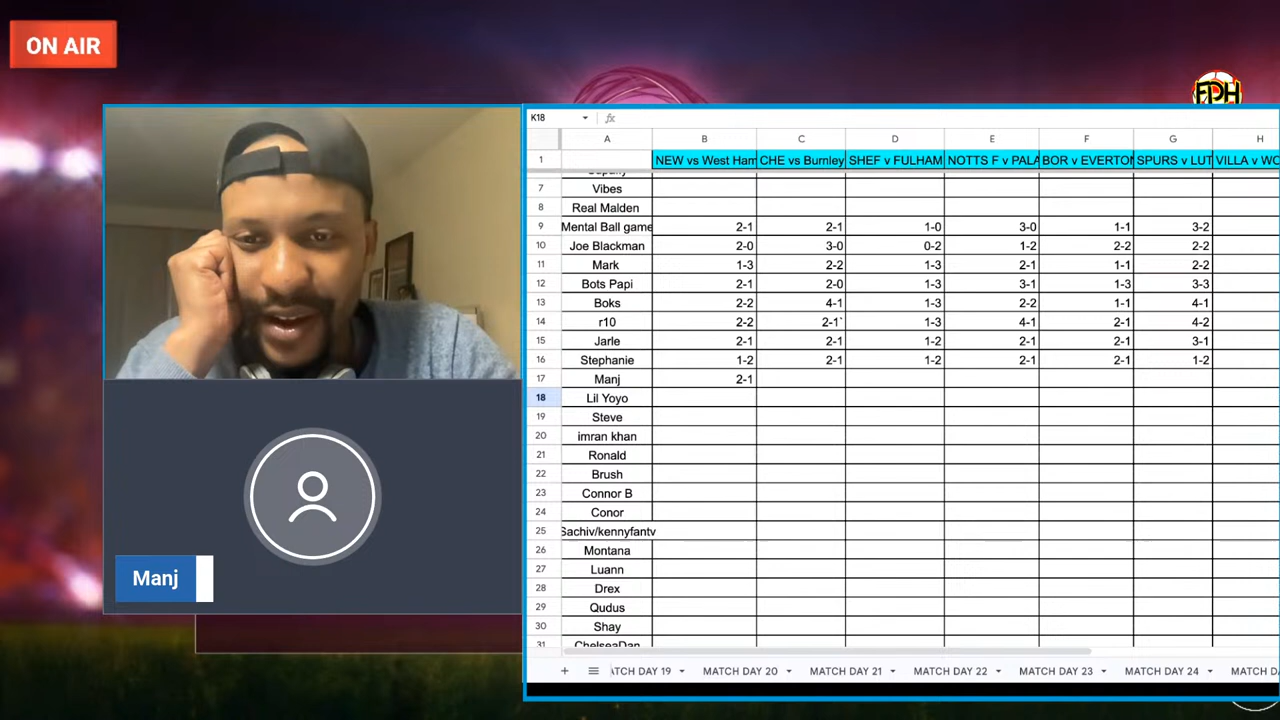 ON AIR
FDH
K18
fx
A B C D E F G H
1 NEW vs West Ham CHE vs Burnley SHEF v FULHAM NOTTS F v PALA BOR v EVERTON SPURS v LUT VILLA v WO
7 Vibes
8 Real Malden
9 Mental Ball game 2-1 2-1 1-0 3-0 1-1 3-2
10 Joe Blackman 2-0 3-0 0-2 1-2 2-2 2-2
11 Mark 1-3 2-2 1-3 2-1 1-1 2-2
12 Bots Papi 2-1 2-0 1-3 3-1 1-3 3-3
13 Boks 2-2 4-1 1-3 2-2 1-1 4-1
14 r10 2-2 2-1` 1-3 4-1 2-1 4-2
15 Jarle 2-1 2-1 1-2 2-1 2-1 3-1
16 Stephanie 1-2 2-1 1-2 2-1 2-1 1-2
17 Manj 2-1
18 Lil Yoyo
19 Steve
20 imran khan
21 Ronald
22 Brush
23 Connor B
24 Conor
25 Sachiv/kennyfantv
26 Montana
27 Luann
28 Drex
29 Qudus
30 Shay
31 ChelseaDan
ATCH DAY 19 MATCH DAY 20 MATCH DAY 21 MATCH DAY 22 MATCH DAY 23 MATCH DAY 24 MATCH D
Manj